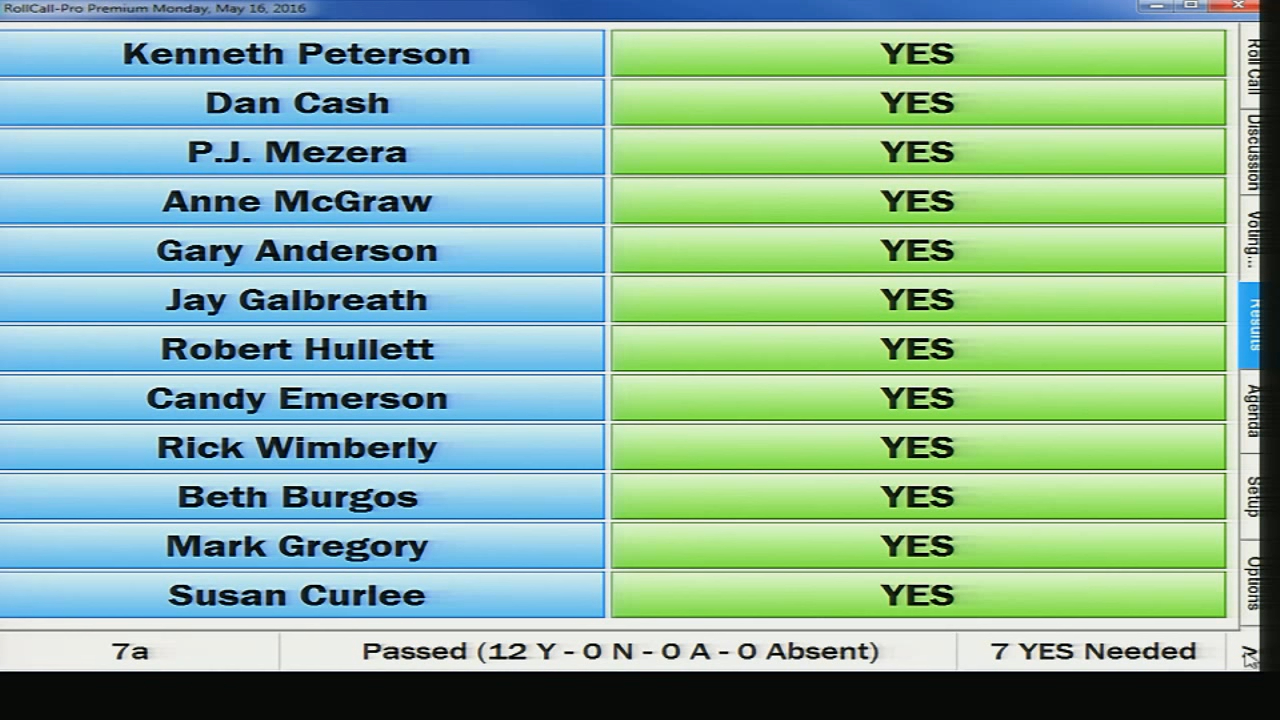 RollCall-Pro Premium Monday, May 16, 2016
Kenneth Peterson YES
Dan Cash YES
P.J. Mezera YES
Anne McGraw YES
Gary Anderson YES
Jay Galbreath YES
Robert Hullett YES
Candy Emerson YES
Rick Wimberly YES
Beth Burgos YES
Mark Gregory YES
Susan Curlee YES
7a Passed (12 Y - 0 N - 0 A - 0 Absent) 7 YES Needed
Roll Call
Discussion
Voting...
Results
Agenda
Setup
Options